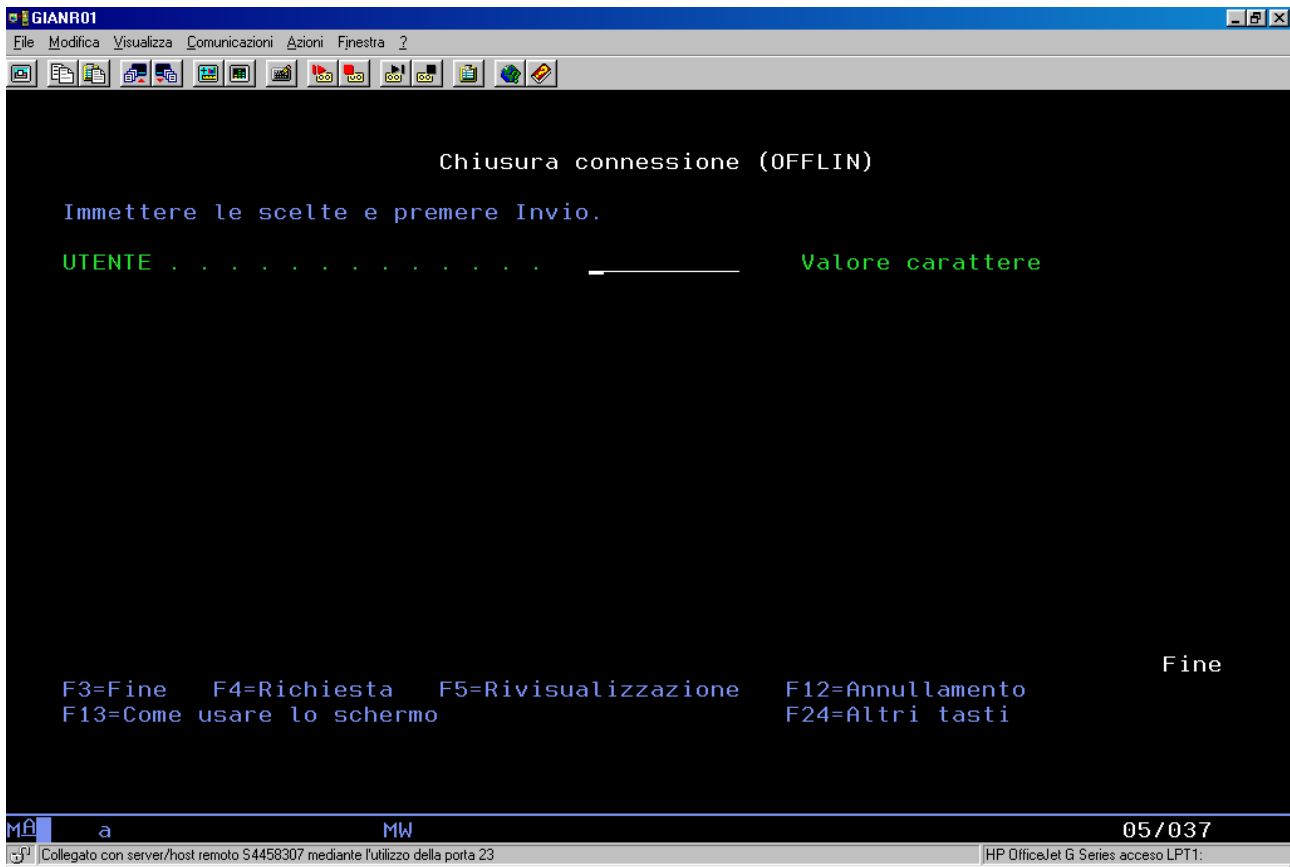 GIANR01
File Modifica Visualizza Comunicazioni Azioni Finestra ?
Chiusura connessione (OFFLIN)
Immettere le scelte e premere Invio.
UTENTE . . . . . . . . . . . . . Valore carattere
Fine
F3=Fine F4=Richiesta F5=Rivisualizzazione F12=Annullamento
F13=Come usare lo schermo F24=Altri tasti
MA a MW 05/037
Collegato con server/host remoto S4458307 mediante l'utilizzo della porta 23 HP OfficeJet G Series acceso LPT1: